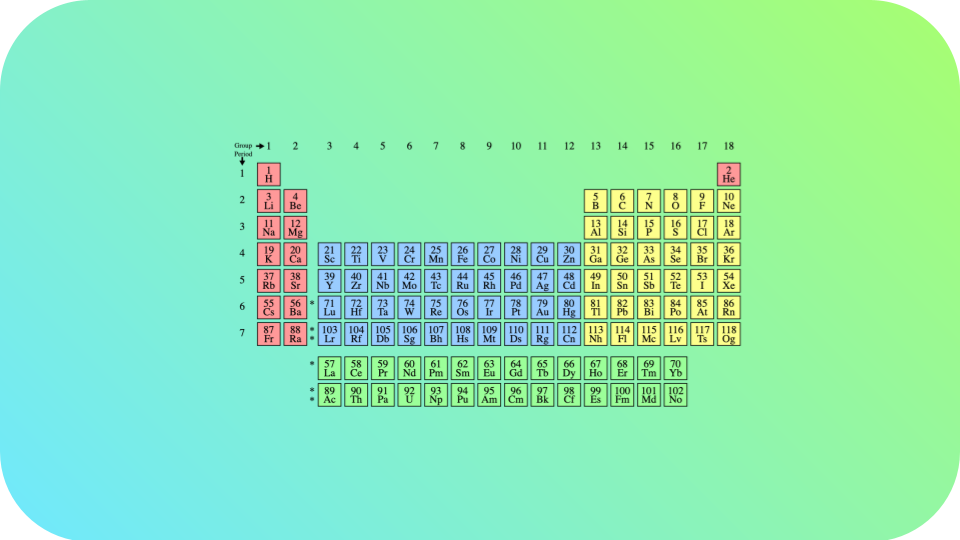 Group → 1 2 3 4 5 6 7 8 9 10 11 12 13 14 15 16 17 18
Period
↓
1 1 2
H He
2 3 4 5 6 7 8 9 10
Li Be B C N O F Ne
3 11 12 13 14 15 16 17 18
Na Mg Al Si P S Cl Ar
4 19 20 21 22 23 24 25 26 27 28 29 30 31 32 33 34 35 36
K Ca Sc Ti V Cr Mn Fe Co Ni Cu Zn Ga Ge As Se Br Kr
5 37 38 39 40 41 42 43 44 45 46 47 48 49 50 51 52 53 54
Rb Sr Y Zr Nb Mo Tc Ru Rh Pd Ag Cd In Sn Sb Te I Xe
6 55 56 * 71 72 73 74 75 76 77 78 79 80 81 82 83 84 85 86
Cs Ba Lu Hf Ta W Re Os Ir Pt Au Hg Tl Pb Bi Po At Rn
7 87 88 * 103 104 105 106 107 108 109 110 111 112 113 114 115 116 117 118
Fr Ra * Lr Rf Db Sg Bh Hs Mt Ds Rg Cn Nh Fl Mc Lv Ts Og
* 57 58 59 60 61 62 63 64 65 66 67 68 69 70
La Ce Pr Nd Pm Sm Eu Gd Tb Dy Ho Er Tm Yb
* 89 90 91 92 93 94 95 96 97 98 99 100 101 102
* Ac Th Pa U Np Pu Am Cm Bk Cf Es Fm Md No